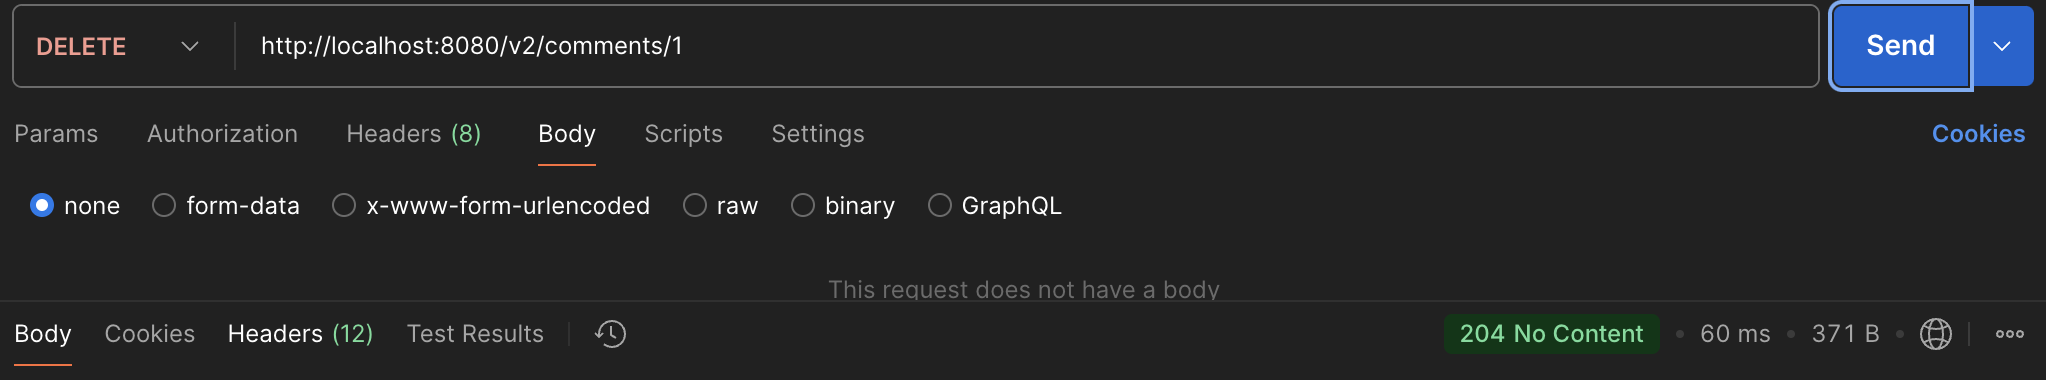 DELETE http://localhost:8080/v2/comments/1 Send
Params Authorization Headers (8) Body Scripts Settings Cookies
none form-data x-www-form-urlencoded raw binary GraphQL
This request does not have a body
Body Cookies Headers (12) Test Results 204 No Content • 60 ms • 371 B •